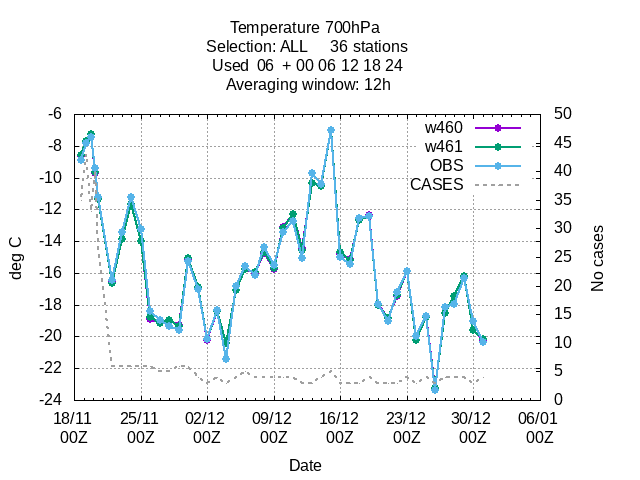 Temperature 700hPa
Selection: ALL     36 stations
Used  06  + 00 06 12 18 24
Averaging window: 12h
-6 50
w460
-8 45
w461
OBS
-10 40
CASES
-12 35
-14 30
-16 25
-18 20
15
-20 10
-22 5
-24 0
deg C
No cases
18/11 25/11 02/12 09/12 16/12 23/12 30/12 06/01
00Z 00Z 00Z 00Z 00Z 00Z 00Z 00Z
Date